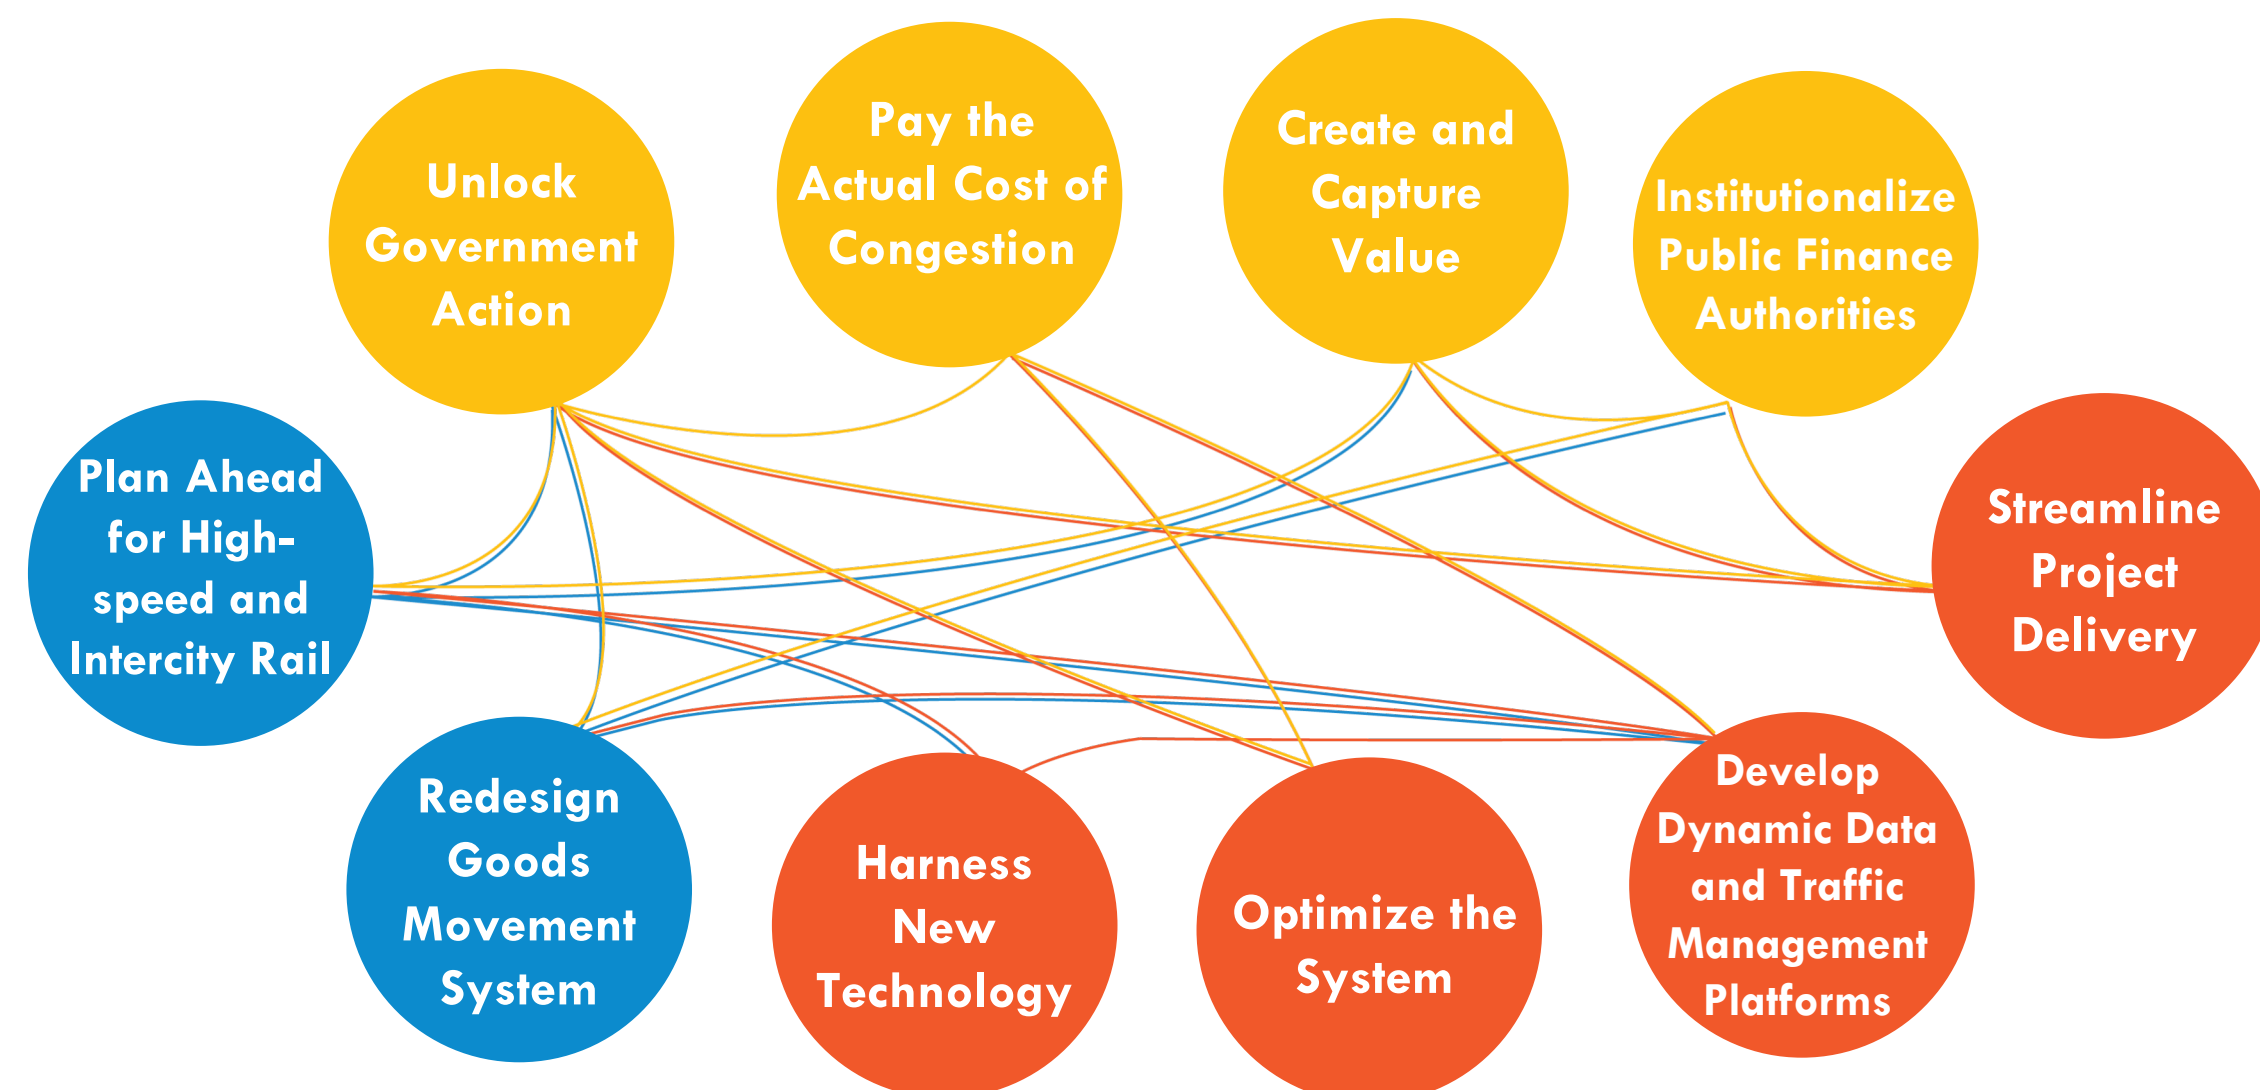 Unlock
Government
Action
Pay the
Actual Cost of
Congestion
Create and
Capture
Value
Institutionalize
Public Finance
Authorities
Plan Ahead
for High-
speed and
Intercity Rail
Streamline
Project
Delivery
Redesign
Goods
Movement
System
Harness
New
Technology
Optimize the
System
Develop
Dynamic Data
and Traffic
Management
Platforms